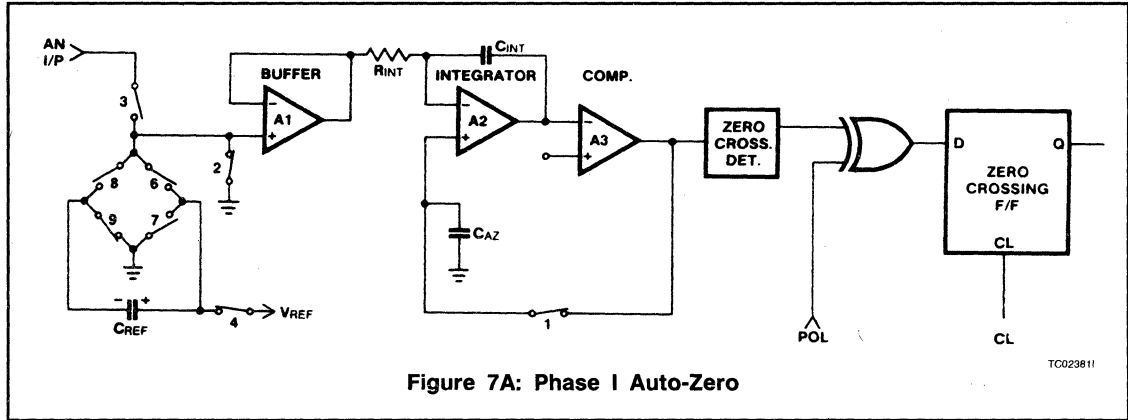 AN
I/P
3
BUFFER
A1
−
+
2
8
6
9
7
− +
CREF
4
VREF
RINT
CINT
INTEGRATOR
−
A2
+
CAZ
1
COMP.
−
A3
+
ZERO
CROSS.
DET.
POL
D
Q
ZERO
CROSSING
F/F
CL
CL
TC02381I
Figure 7A: Phase I Auto-Zero